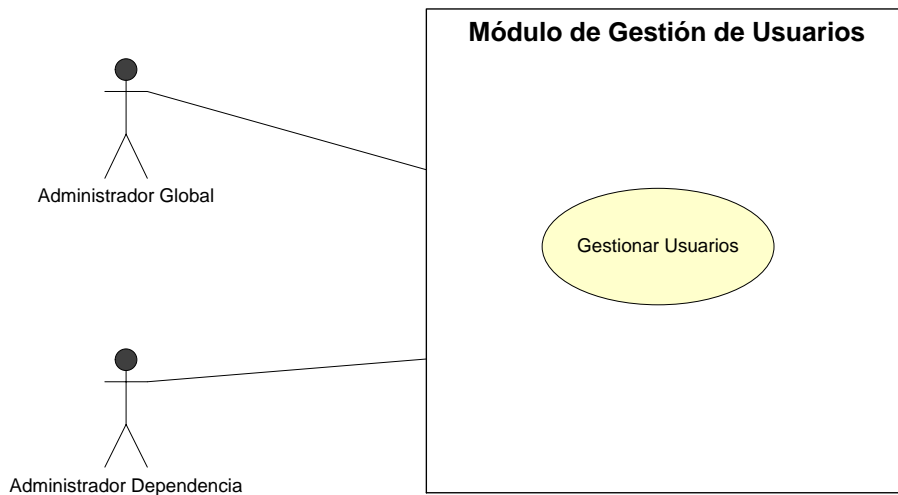 Módulo de Gestión de Usuarios
Administrador Global
Gestionar Usuarios
Administrador Dependencia